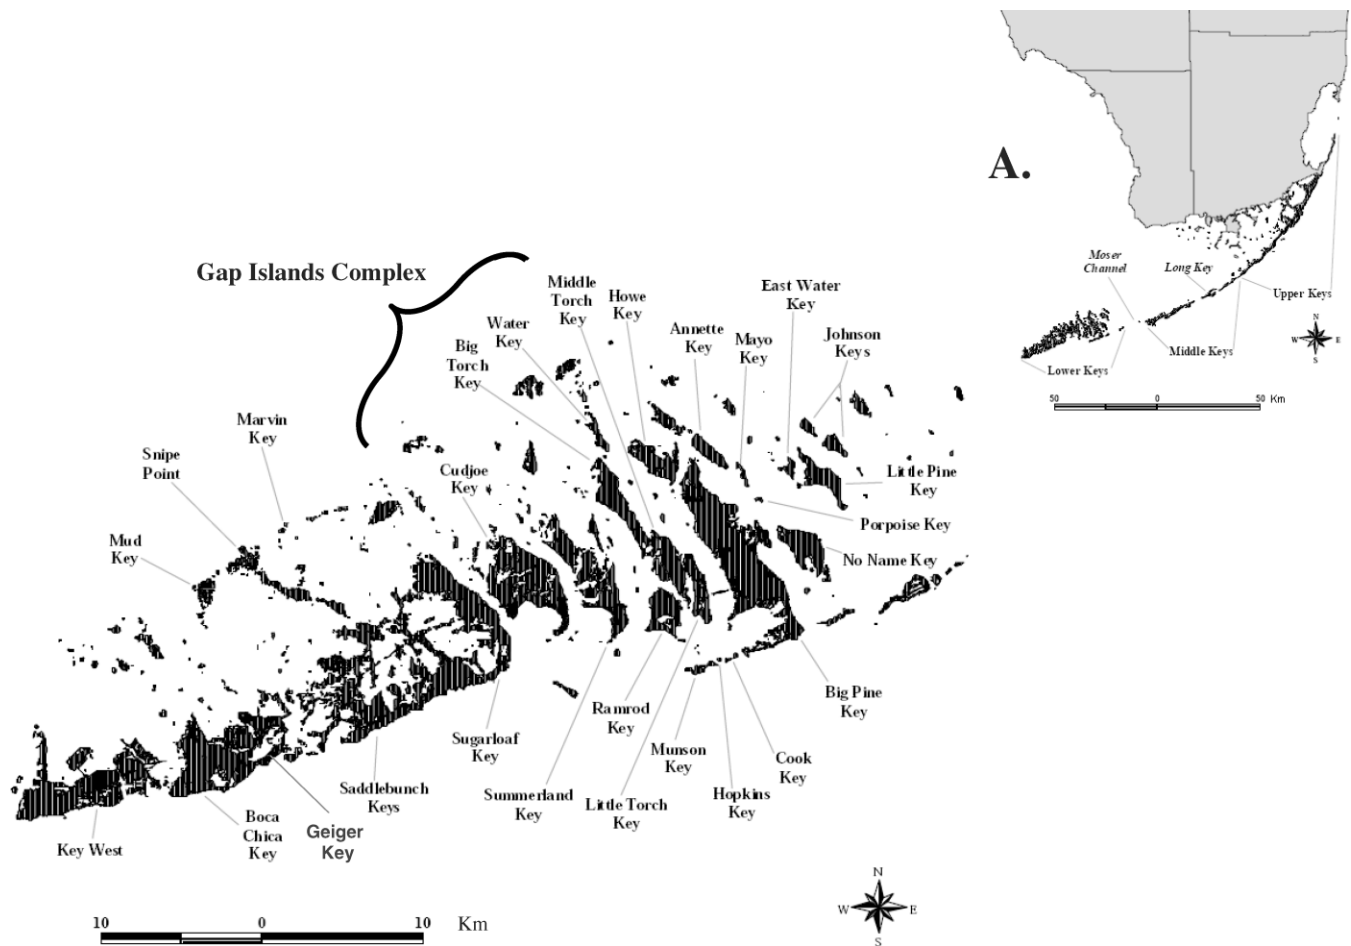 A.
Moser
Channel
Long Key
Upper Keys
Middle Keys
Lower Keys
N
W
E
S
50
0
50
Km
Gap Islands Complex
Middle
Torch
Key
Howe
Key
East Water
Key
Water
Key
Annette
Key
Mayo
Key
Johnson
Keys
Big
Torch
Key
Marvin
Key
Snipe
Point
Cudjoe
Key
Little Pine
Key
Porpoise Key
Mud
Key
No Name Key
Big Pine
Key
Ramrod
Key
Sugarloaf
Key
Munson
Key
Cook
Key
Saddlebunch
Keys
Summerland
Key
Little Torch
Key
Hopkins
Key
Boca
Chica
Key
Geiger
Key
Key West
N
W
E
S
10
0
10
Km